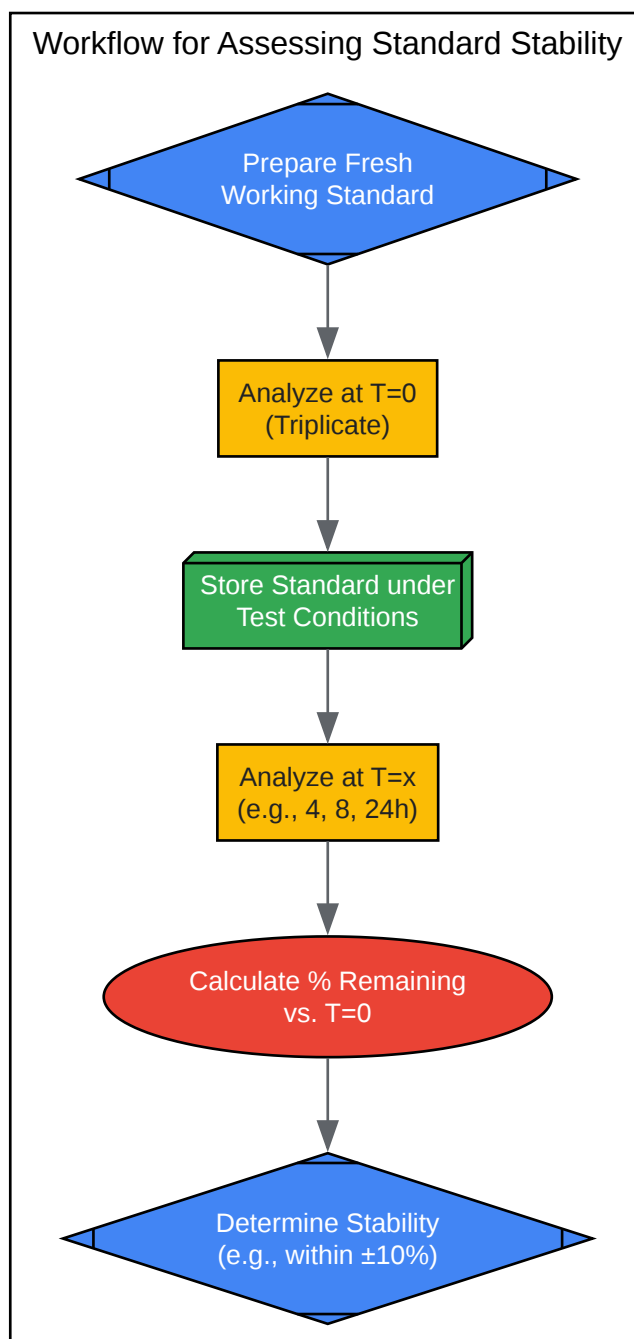 Workflow for Assessing Standard Stability
Prepare Fresh
Working Standard
Analyze at T=0
(Triplicate)
Store Standard under
Test Conditions
Analyze at T=x
(e.g., 4, 8, 24h)
Calculate % Remaining
vs. T=0
Determine Stability
(e.g., within ±10%)